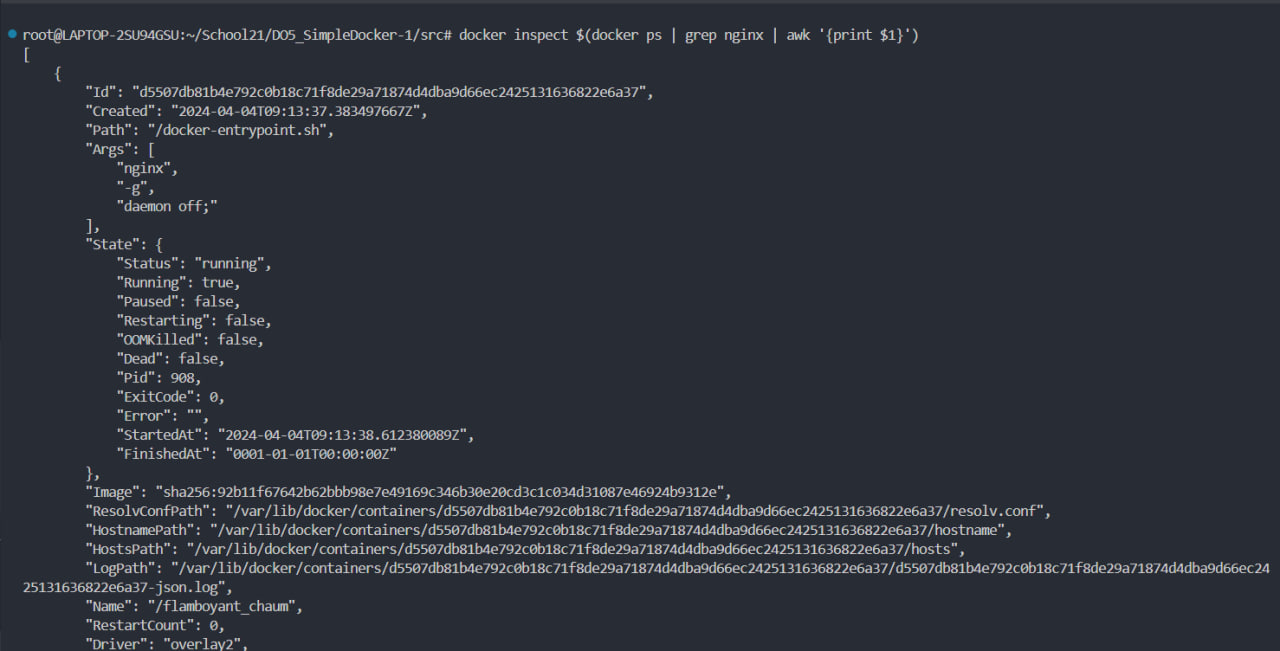 root@LAPTOP-2SU94GSU:~/School21/DO5_SimpleDocker-1/src# docker inspect $(docker ps | grep nginx | awk '{print $1}')
[
    {
        "Id": "d5507db81b4e792c0b18c71f8de29a71874d4dba9d66ec2425131636822e6a37",
        "Created": "2024-04-04T09:13:37.383497667Z",
        "Path": "/docker-entrypoint.sh",
        "Args": [
            "nginx",
            "-g",
            "daemon off;"
        ],
        "State": {
            "Status": "running",
            "Running": true,
            "Paused": false,
            "Restarting": false,
            "OOMKilled": false,
            "Dead": false,
            "Pid": 908,
            "ExitCode": 0,
            "Error": "",
            "StartedAt": "2024-04-04T09:13:38.612380089Z",
            "FinishedAt": "0001-01-01T00:00:00Z"
        },
        "Image": "sha256:92b11f67642b62bbb98e7e49169c346b30e20cd3c1c034d31087e46924b9312e",
        "ResolvConfPath": "/var/lib/docker/containers/d5507db81b4e792c0b18c71f8de29a71874d4dba9d66ec2425131636822e6a37/resolv.conf",
        "HostnamePath": "/var/lib/docker/containers/d5507db81b4e792c0b18c71f8de29a71874d4dba9d66ec2425131636822e6a37/hostname",
        "HostsPath": "/var/lib/docker/containers/d5507db81b4e792c0b18c71f8de29a71874d4dba9d66ec2425131636822e6a37/hosts",
        "LogPath": "/var/lib/docker/containers/d5507db81b4e792c0b18c71f8de29a71874d4dba9d66ec2425131636822e6a37/d5507db81b4e792c0b18c71f8de29a71874d4dba9d66ec24
25131636822e6a37-json.log",
        "Name": "/flamboyant_chaum",
        "RestartCount": 0,
        "Driver": "overlay2",